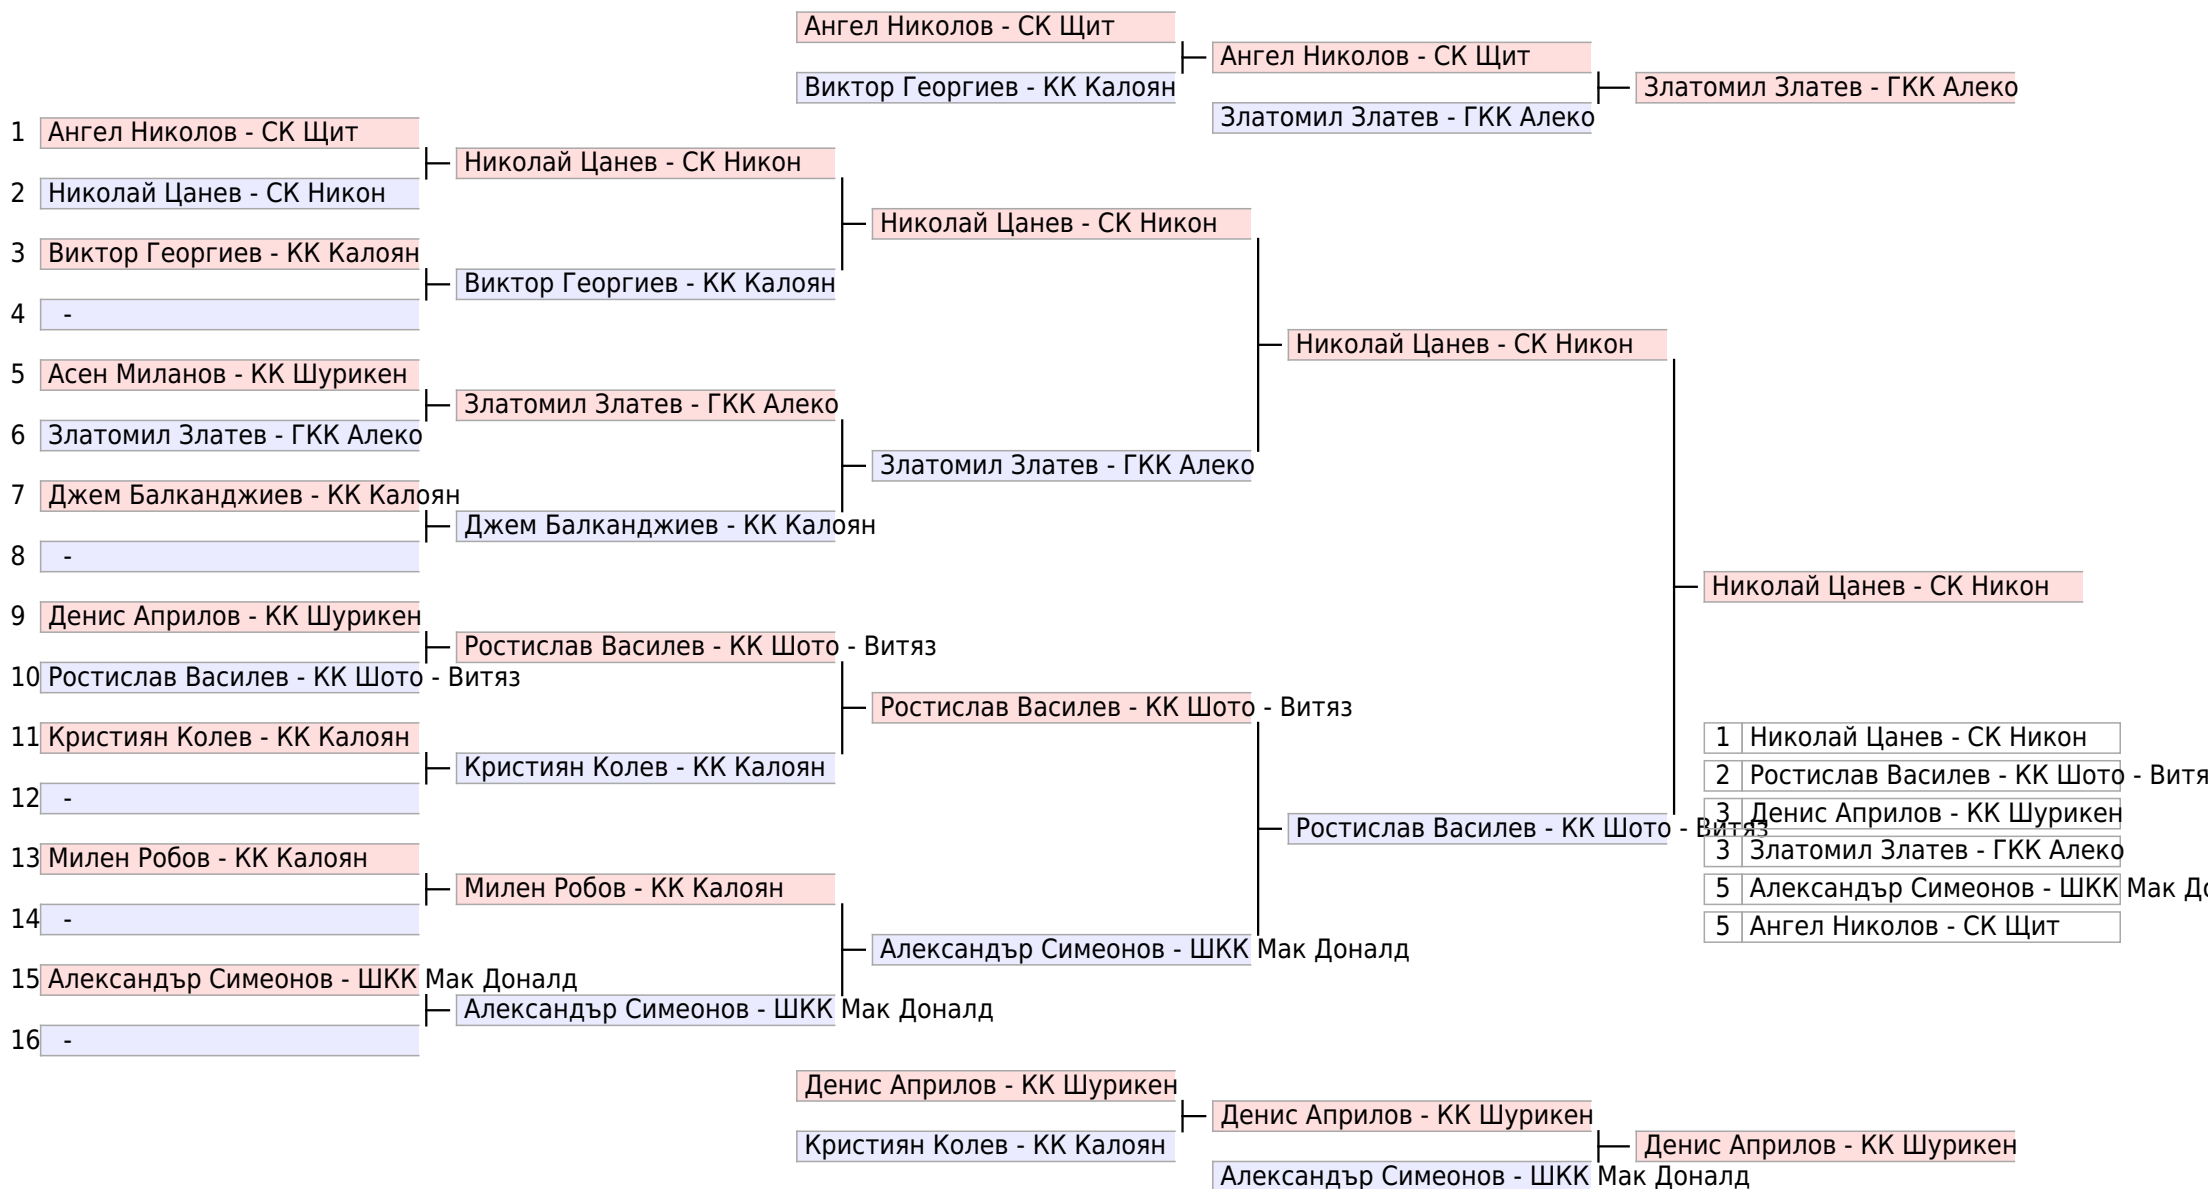 Ангел Николов - СК Щит
Ангел Николов - СК Щит
Виктор Георгиев - КК Калоян
Златомил Златев - ГКК Алеко
Златомил Златев - ГКК Алеко
1 Ангел Николов - СК Щит
Николай Цанев - СК Никон
2 Николай Цанев - СК Никон
Николай Цанев - СК Никон
3 Виктор Георгиев - КК Калоян
Виктор Георгиев - КК Калоян
4 -
Николай Цанев - СК Никон
5 Асен Миланов - КК Шурикен
Златомил Златев - ГКК Алеко
6 Златомил Златев - ГКК Алеко
Златомил Златев - ГКК Алеко
7 Джем Балканджиев - КК Калоян
Джем Балканджиев - КК Калоян
8 -
Николай Цанев - СК Никон
9 Денис Априлов - КК Шурикен
Ростислав Василев - КК Шото - Витяз
10 Ростислав Василев - КК Шото - Витяз
Ростислав Василев - КК Шото - Витяз
11 Кристиян Колев - КК Калоян
Кристиян Колев - КК Калоян
12 -
Ростислав Василев - КК Шото - Витяз
13 Милен Робов - КК Калоян
Милен Робов - КК Калоян
14 -
Александър Симеонов - ШКК Мак Доналд
15 Александър Симеонов - ШКК Мак Доналд
Александър Симеонов - ШКК Мак Доналд
16 -
1 Николай Цанев - СК Никон
2 Ростислав Василев - КК Шото - Витя
3 Денис Априлов - КК Шурикен
3 Златомил Златев - ГКК Алеко
5 Александър Симеонов - ШКК Мак До
5 Ангел Николов - СК Щит
Денис Априлов - КК Шурикен
Денис Априлов - КК Шурикен
Кристиян Колев - КК Калоян
Денис Априлов - КК Шурикен
Александър Симеонов - ШКК Мак Доналд